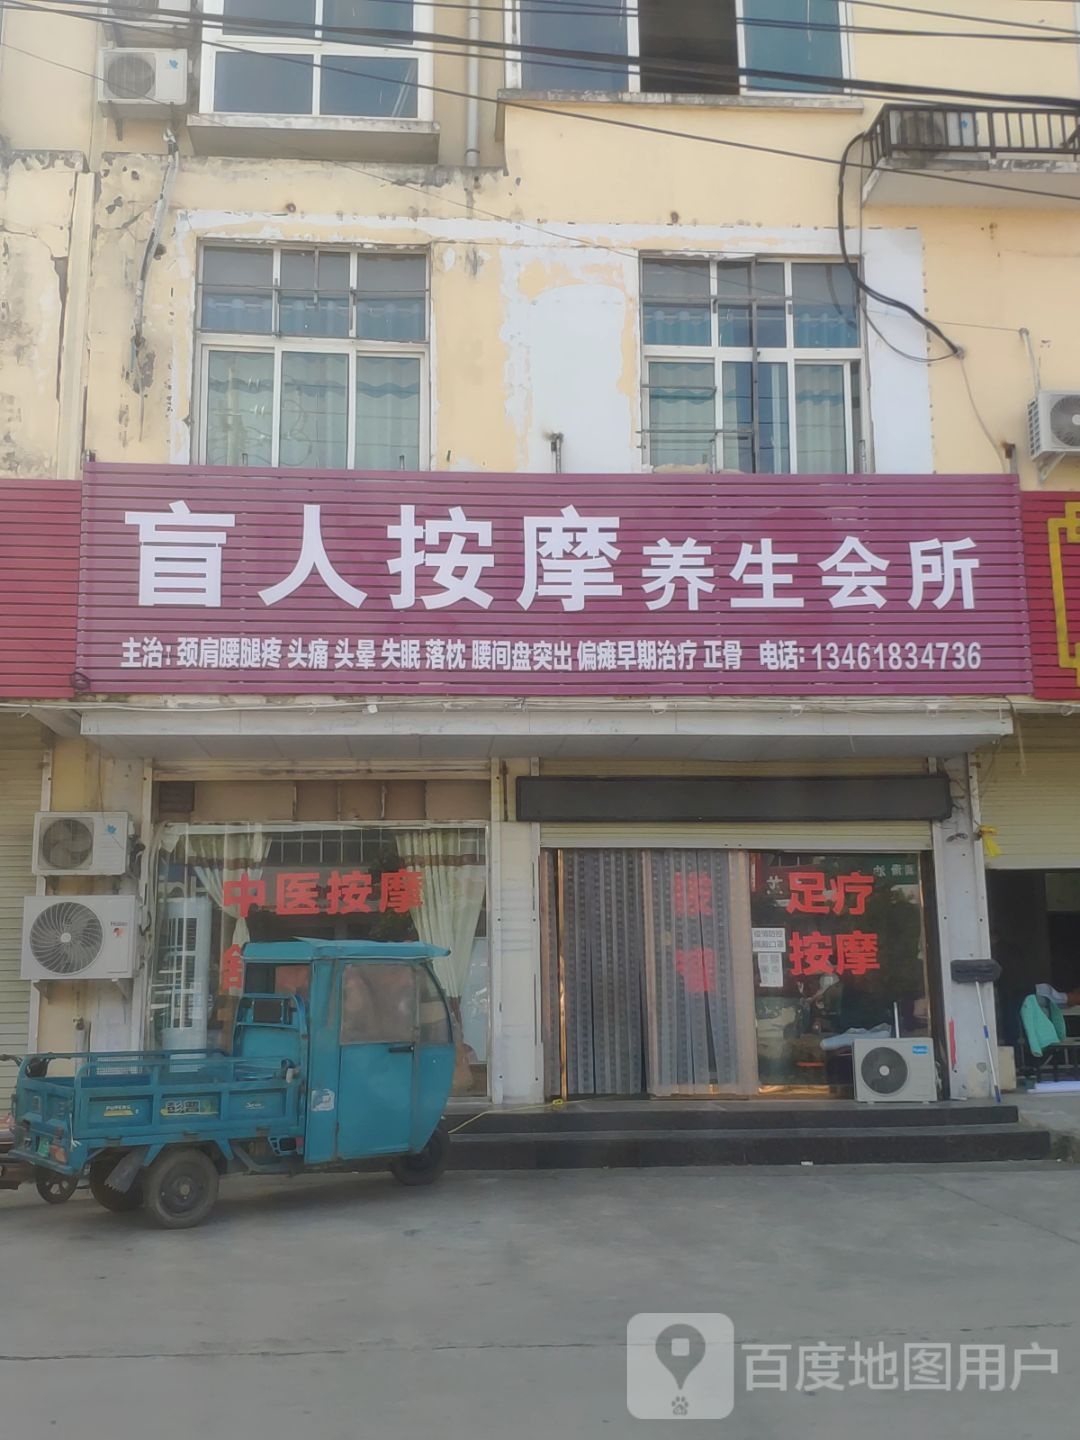 盲人按摩养生会所
主治:颈肩腰腿疼 头痛 头晕 失眠 落枕 腰间盘突出 偏瘫早期治疗 正骨 电话:13461834736
中医按摩
足疗
按摩
百度地图用户